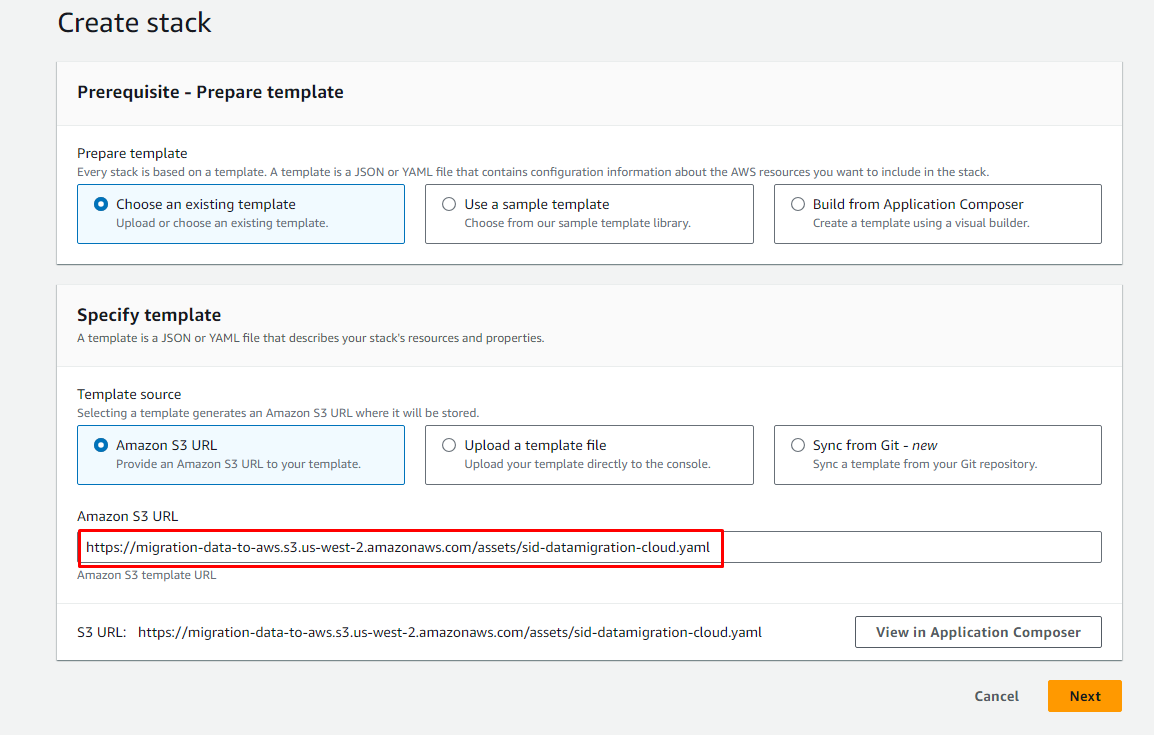 Create stack
Prerequisite - Prepare template
Prepare template
Every stack is based on a template. A template is a JSON or YAML file that contains configuration information about the AWS resources you want to include in the stack.
Choose an existing template
Upload or choose an existing template.
Use a sample template
Choose from our sample template library.
Build from Application Composer
Create a template using a visual builder.
Specify template
A template is a JSON or YAML file that describes your stack's resources and properties.
Template source
Selecting a template generates an Amazon S3 URL where it will be stored.
Amazon S3 URL
Provide an Amazon S3 URL to your template.
Upload a template file
Upload your template directly to the console.
Sync from Git - new
Sync a template from your Git repository.
Amazon S3 URL
https://migration-data-to-aws.s3.us-west-2.amazonaws.com/assets/sid-datamigration-cloud.yaml
Amazon S3 template URL
S3 URL: https://migration-data-to-aws.s3.us-west-2.amazonaws.com/assets/sid-datamigration-cloud.yaml
View in Application Composer
Cancel
Next